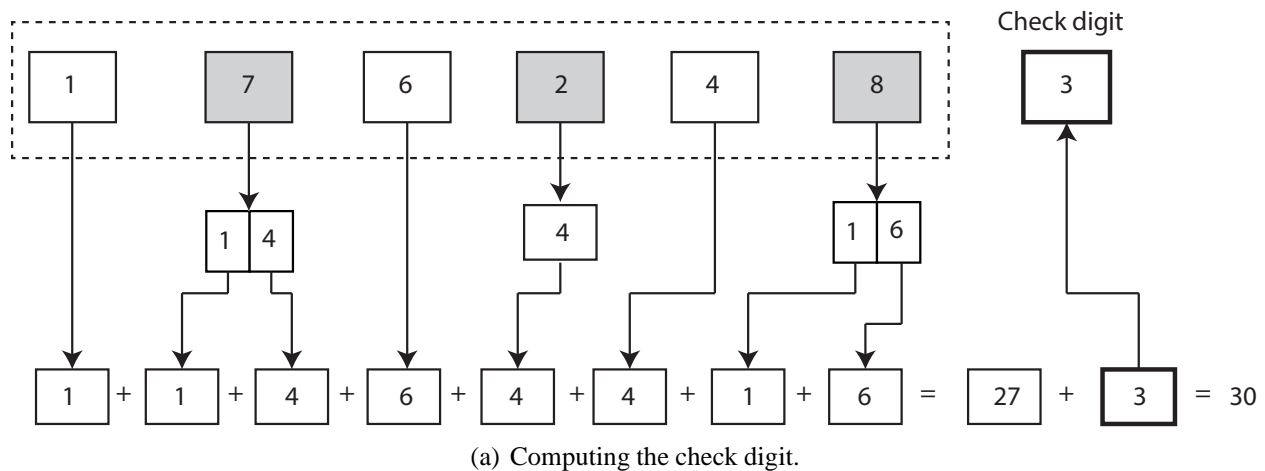 Check digit
1 7 6 2 4 8 3
1 4 4 1 6
1 + 1 + 4 + 6 + 4 + 4 + 1 + 6 = 27 + 3 = 30
(a) Computing the check digit.